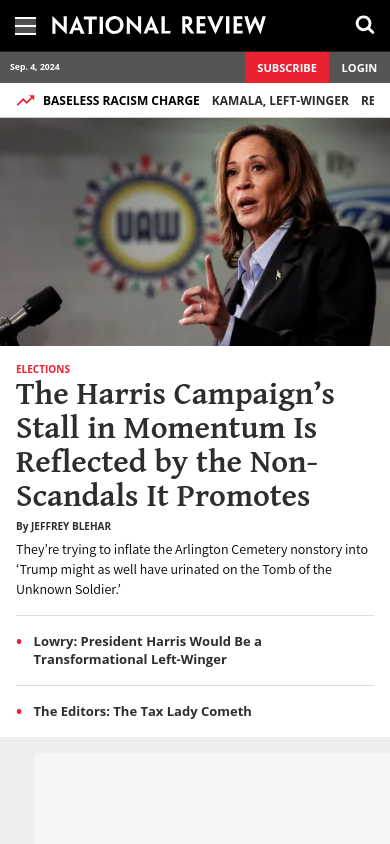 NATIONAL REVIEW
Sep. 4, 2024
SUBSCRIBE
LOGIN
BASELESS RACISM CHARGE
KAMALA, LEFT-WINGER
RE
UAW
By
ELECTIONS
The Harris Campaign’s
Stall in Momentum Is
Reflected by the Non-
Scandals It Promotes
By JEFFREY BLEHAR
They’re trying to inflate the Arlington Cemetery nonstory into
‘Trump might as well have urinated on the Tomb of the
Unknown Soldier.’
• Lowry: President Harris Would Be a
Transformational Left-Winger
• The Editors: The Tax Lady Cometh